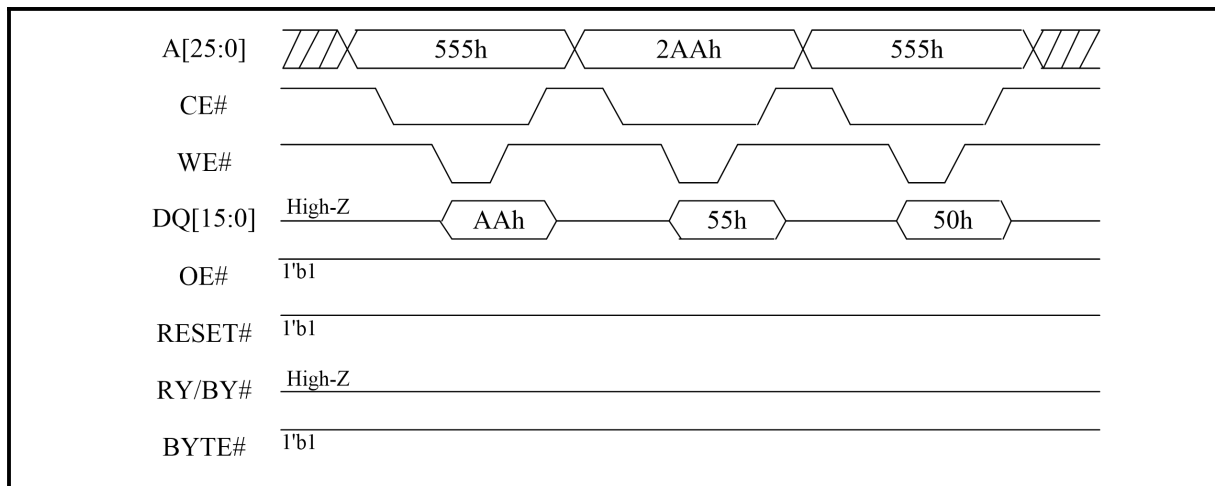 A[25:0] 555h 2AAh 555h
CE#
WE#
DQ[15:0] High-Z AAh 55h 50h
OE# 1'b1
RESET# 1'b1
RY/BY# High-Z
BYTE# 1'b1